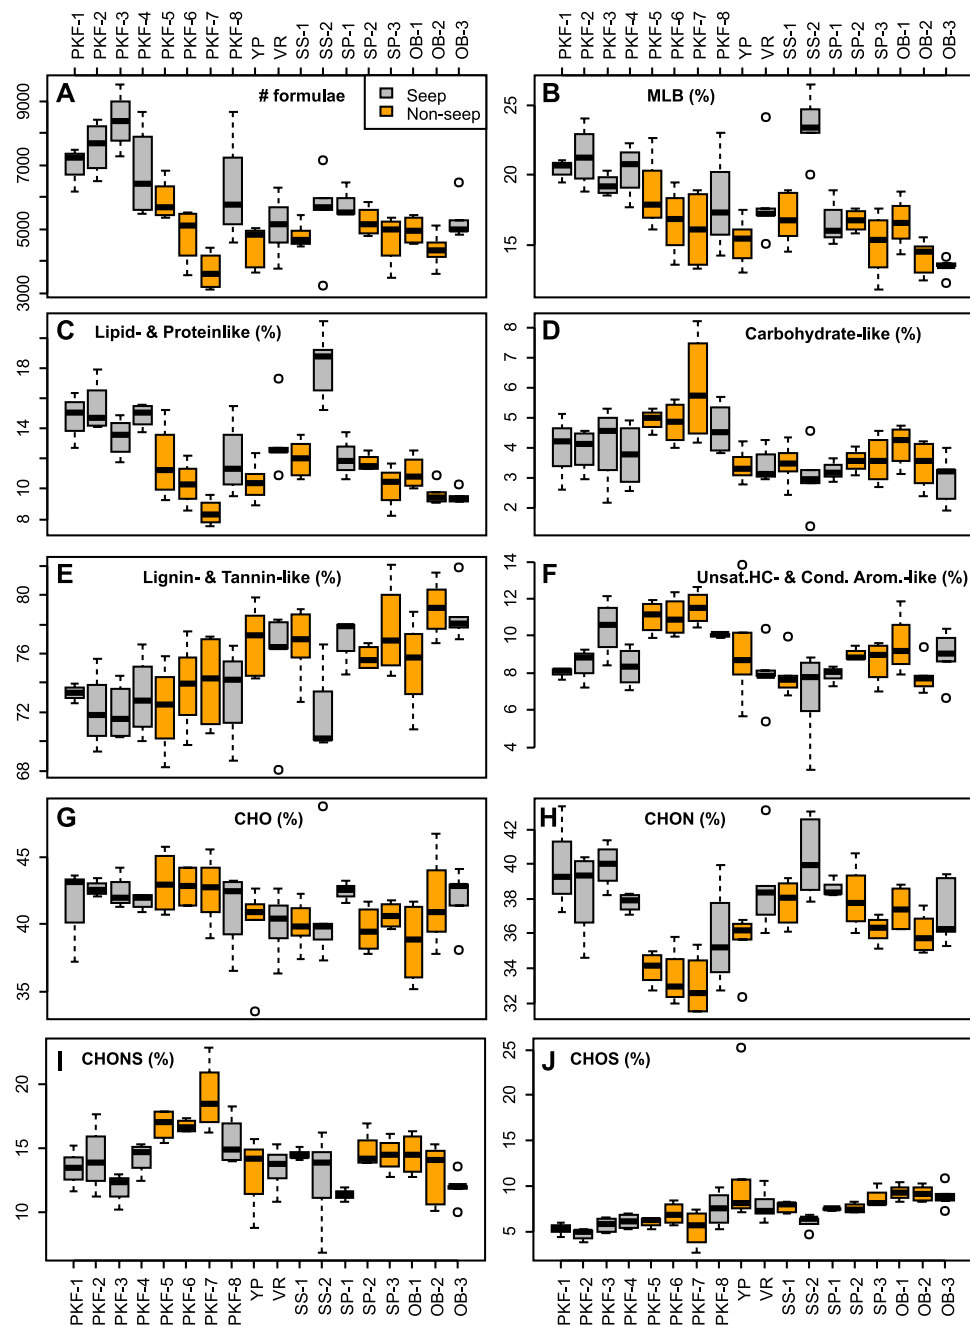 PKF-1 PKF-2 PKF-3 PKF-4 PKF-5 PKF-6 PKF-7 PKF-8 YP VR SS-1 SS-2 SP-1 SP-2 SP-3 OB-1 OB-2 OB-3
PKF-1 PKF-2 PKF-3 PKF-4 PKF-5 PKF-6 PKF-7 PKF-8 YP VR SS-1 SS-2 SP-1 SP-2 SP-3 OB-1 OB-2 OB-3
A # formulae
Seep
Non-seep
9000
7000
5000
3000
B MLB (%)
25
20
15
C Lipid- & Proteinlike (%)
18
14
10
8
D Carbohydrate-like (%)
8
7
6
5
4
3
2
E Lignin- & Tannin-like (%)
80
76
72
68
F Unsat.HC- & Cond. Arom.-like (%)
14
12
10
8
6
4
G CHO (%)
45
40
35
H CHON (%)
42
40
38
36
34
32
I CHONS (%)
20
15
10
J CHOS (%)
25
20
15
10
5
PKF-1 PKF-2 PKF-3 PKF-4 PKF-5 PKF-6 PKF-7 PKF-8 YP VR SS-1 SS-2 SP-1 SP-2 SP-3 OB-1 OB-2 OB-3
PKF-1 PKF-2 PKF-3 PKF-4 PKF-5 PKF-6 PKF-7 PKF-8 YP VR SS-1 SS-2 SP-1 SP-2 SP-3 OB-1 OB-2 OB-3